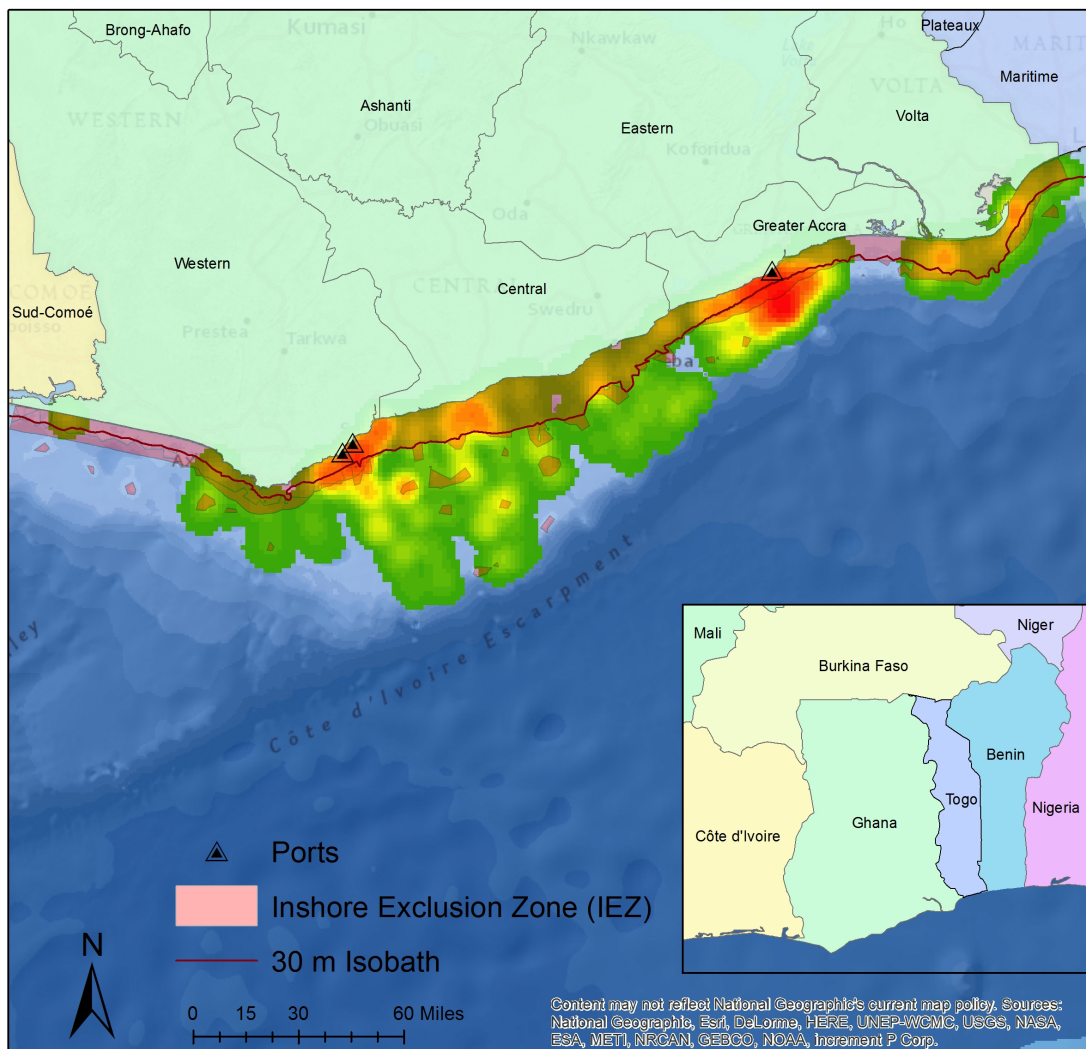 Brong-Ahafo
Kumasi
Nkawkaw
Ho
Plateaux
MARIT
Maritime
WESTERN
Ashanti
Obuasi
Eastern
Koforidua
VOLTA
Volta
Oda
Greater Accra
Western
CENTRAL
Central
Swedru
Sud-Comoé
COMOÉ
Prestea
Tarkwa
Côte d'Ivoire Escarpment
Mali
Niger
Burkina Faso
Benin
Togo
Nigeria
Ghana
Côte d'Ivoire
Ports
Inshore Exclusion Zone (IEZ)
30 m Isobath
N
0 15 30 60 Miles
Content may not reflect National Geographic's current map policy. Sources:
National Geographic, Esri, DeLorme, HERE, UNEP-WCMC, USGS, NASA,
ESA, METI, NRCAN, GEBCO, NOAA, increment P Corp.